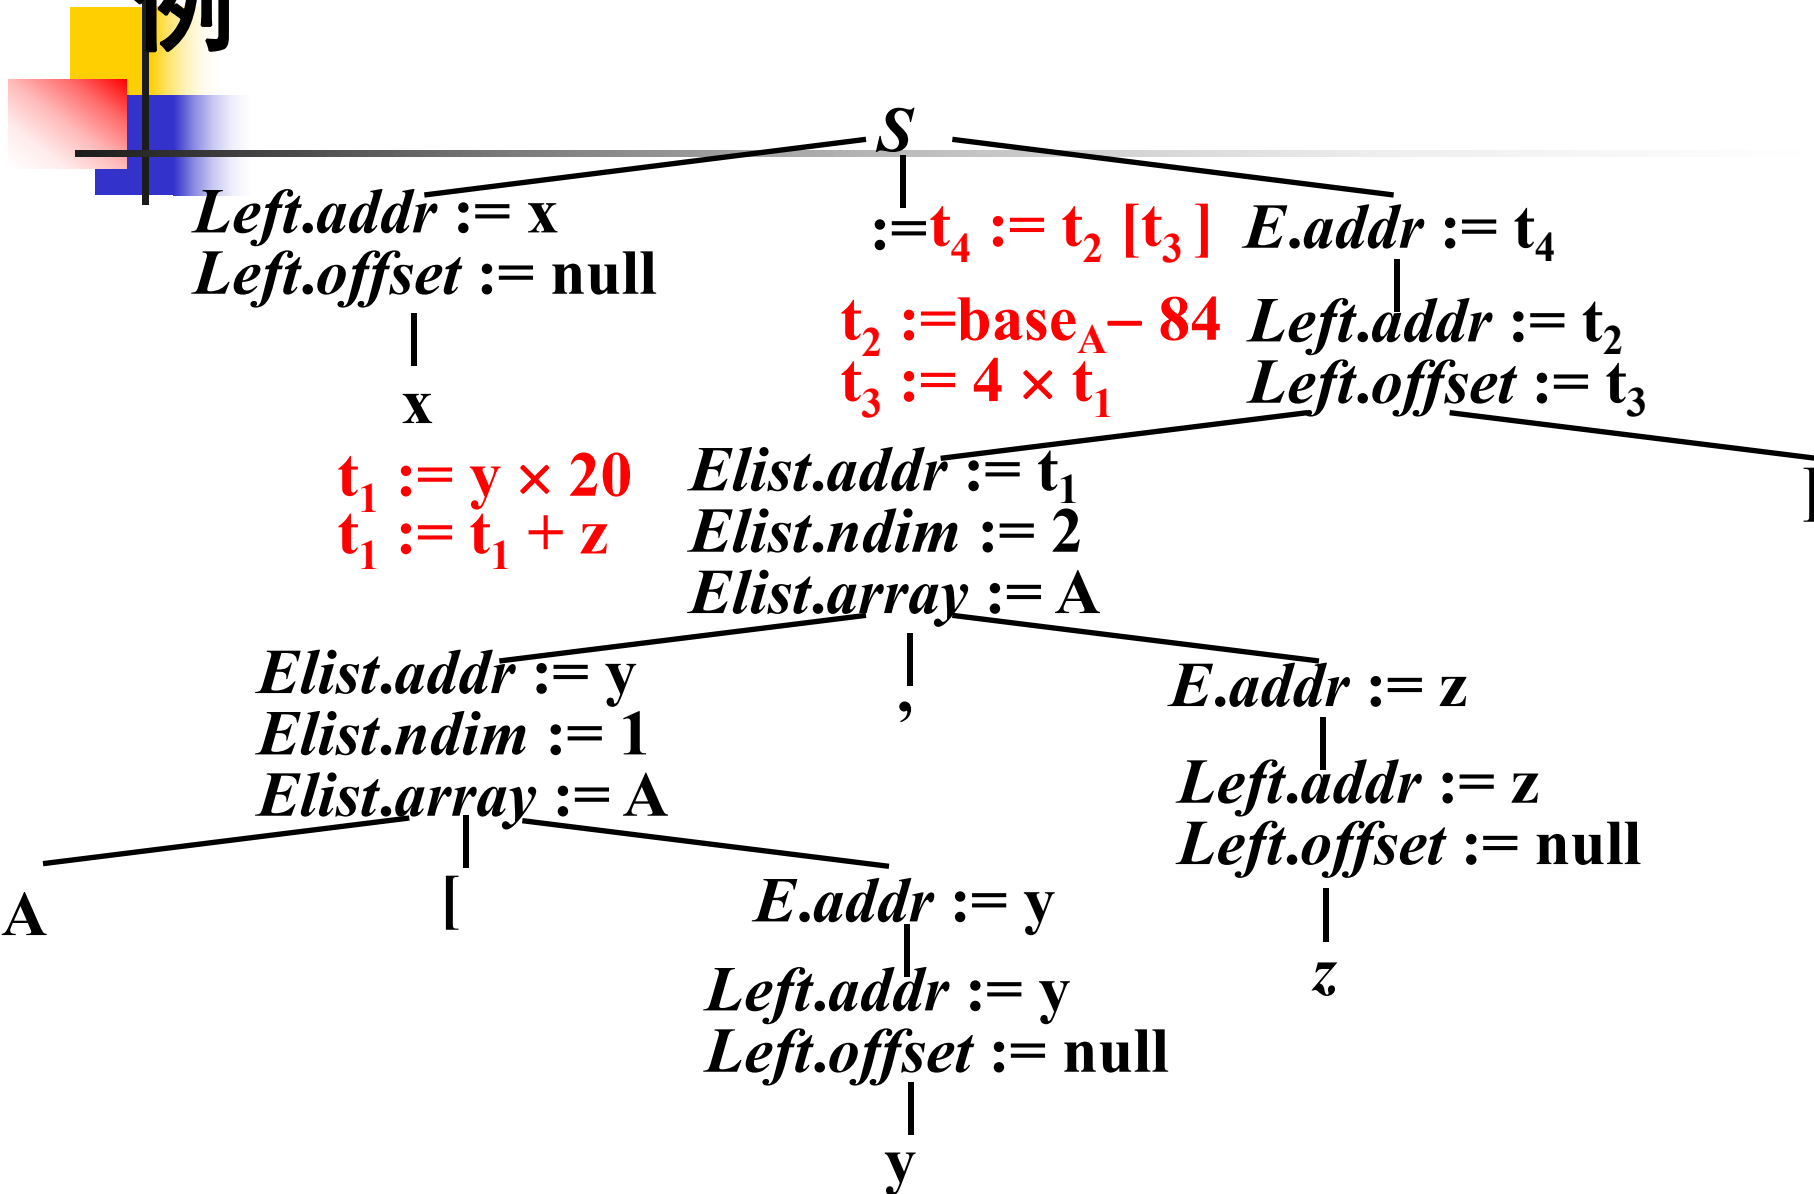 例
S
Left.addr := x
Left.offset := null
:=
t₄ := t₂ [t₃ ]
E.addr := t₄
t₂ :=base_A– 84
t₃ := 4 × t₁
Left.addr := t₂
Left.offset := t₃
x
t₁ := y × 20
t₁ := t₁ + z
Elist.addr := t₁
Elist.ndim := 2
Elist.array := A
]
Elist.addr := y
Elist.ndim := 1
Elist.array := A
,
E.addr := z
Left.addr := z
Left.offset := null
A
[
E.addr := y
z
Left.addr := y
Left.offset := null
y